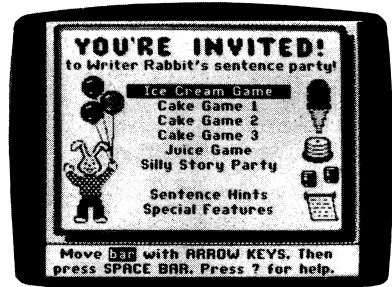 YOU'RE INVITED!
to Writer Rabbit's sentence party!
Ice Cream Game
Cake Game 1
Cake Game 2
Cake Game 3
Juice Game
Silly Story Party
Sentence Hints
Special Features
Move bar with ARROW KEYS. Then
press SPACE BAR. Press ? for help.